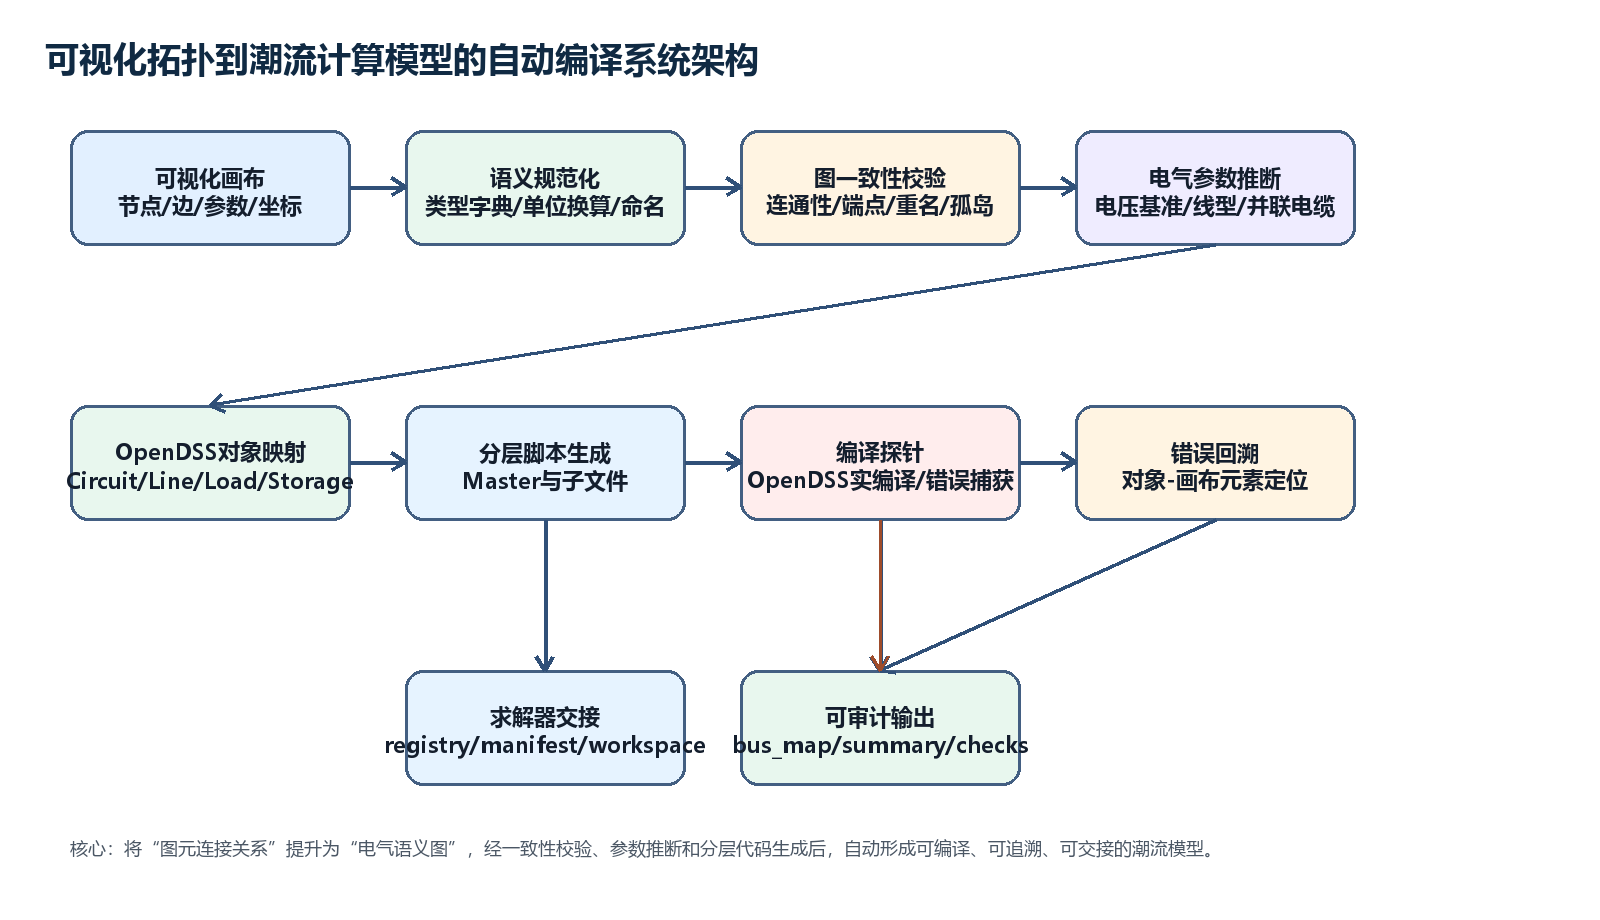 可视化拓扑到潮流计算模型的自动编译系统架构
可视化画布
节点/边/参数/坐标
语义规范化
类型字典/单位换算/命名
图一致性校验
连通性/端点/重名/孤岛
电气参数推断
电压基准/线型/并联电缆
OpenDSS对象映射
Circuit/Line/Load/Storage
分层脚本生成
Master与子文件
编译探针
OpenDSS实编译/错误捕获
错误回溯
对象-画布元素定位
求解器交接
registry/manifest/workspace
可审计输出
bus_map/summary/checks
核心：将“图元连接关系”提升为“电气语义图”，经一致性校验、参数推断和分层代码生成后，自动形成可编译、可追溯、可交接的潮流模型。